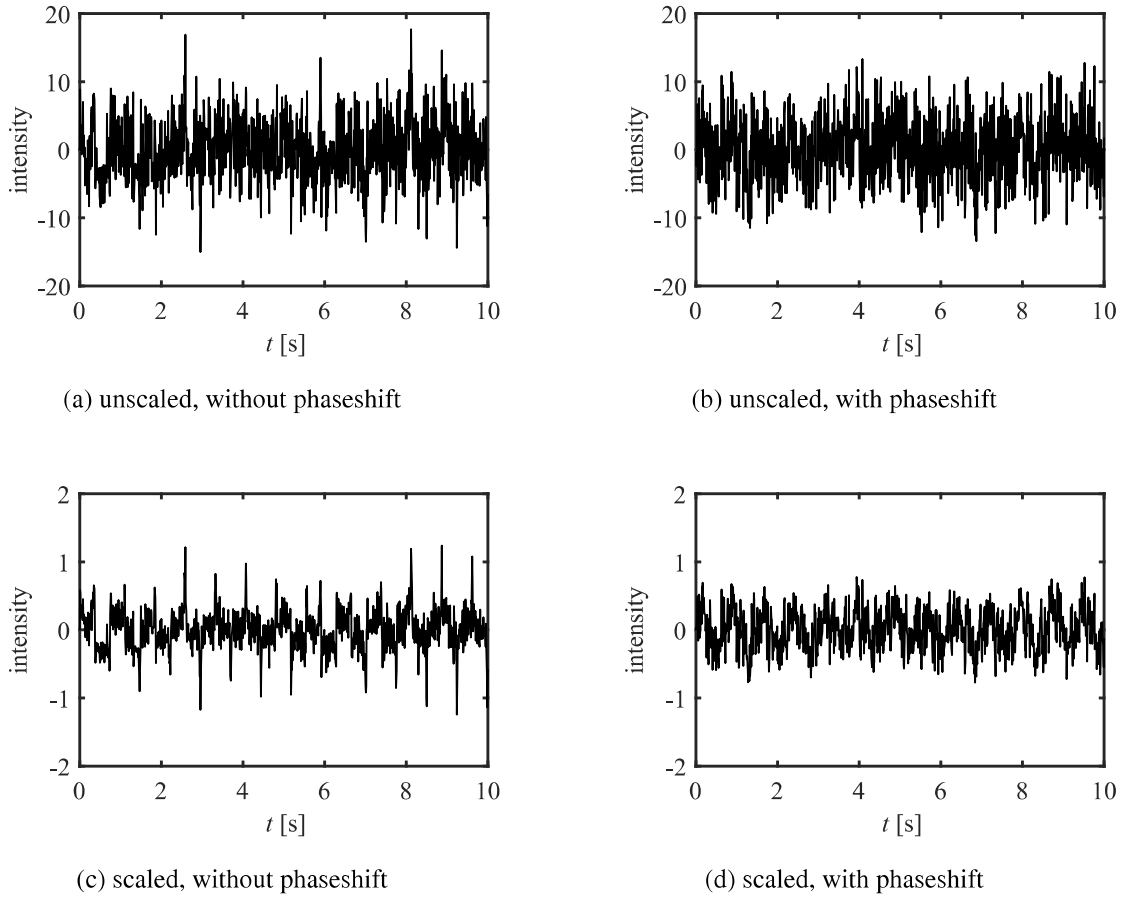 20
10
0
-10
-20
intensity
0 2 4 6 8 10
t [s]
(a) unscaled, without phaseshift
20
10
0
-10
-20
intensity
0 2 4 6 8 10
t [s]
(b) unscaled, with phaseshift
2
1
0
-1
-2
intensity
0 2 4 6 8 10
t [s]
(c) scaled, without phaseshift
2
1
0
-1
-2
intensity
0 2 4 6 8 10
t [s]
(d) scaled, with phaseshift